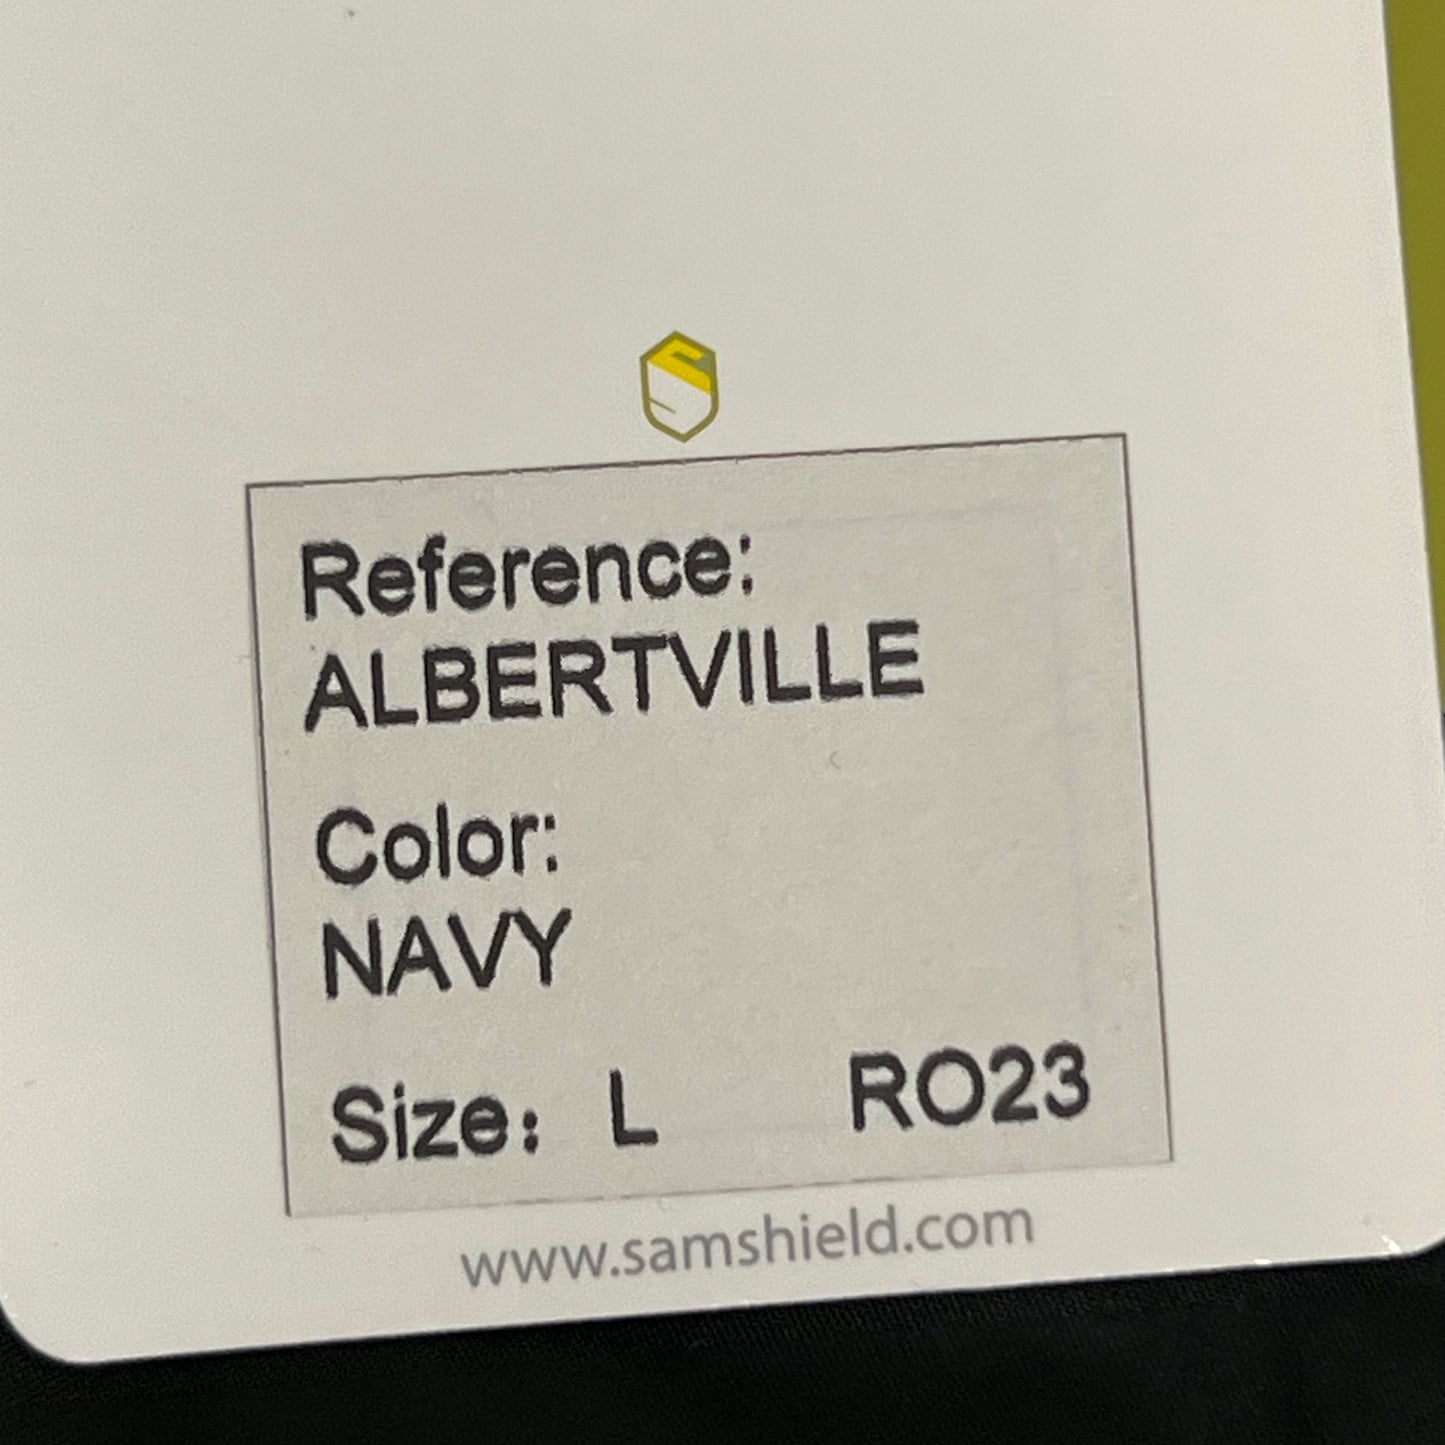 Reference:
ALBERTVILLE
Color:
NAVY
Size: L RO23
www.samshield.com